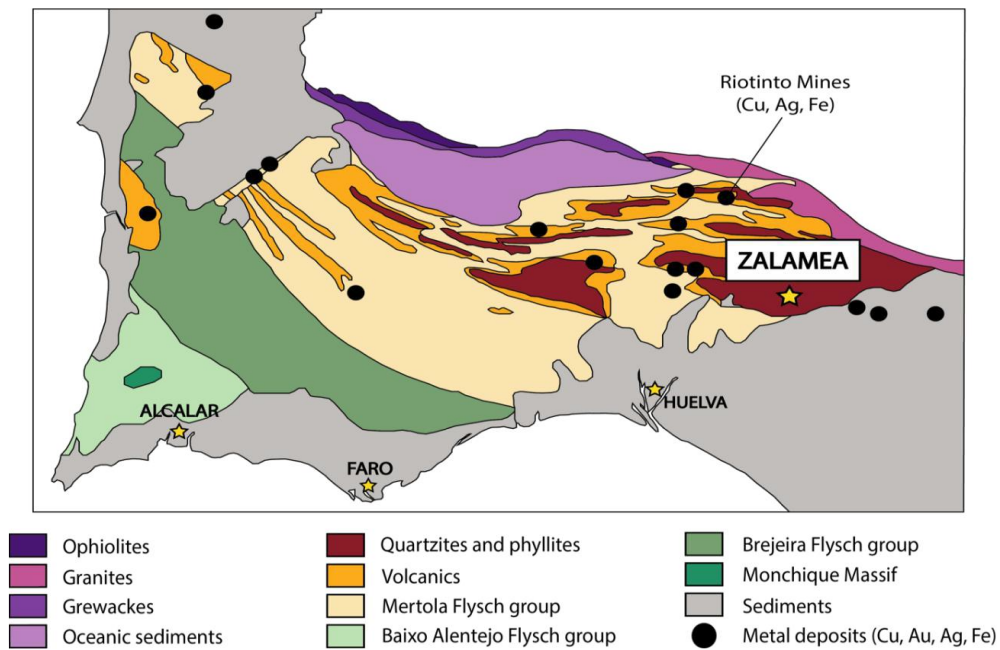 Riotinto Mines
(Cu, Ag, Fe)
ZALAMEA
HUELVA
ALCALAR
FARO
Ophiolites
Granites
Grewackes
Oceanic sediments
Quartzites and phyllites
Volcanics
Mertola Flysch group
Baixo Alentejo Flysch group
Brejeira Flysch group
Monchique Massif
Sediments
Metal deposits (Cu, Au, Ag, Fe)